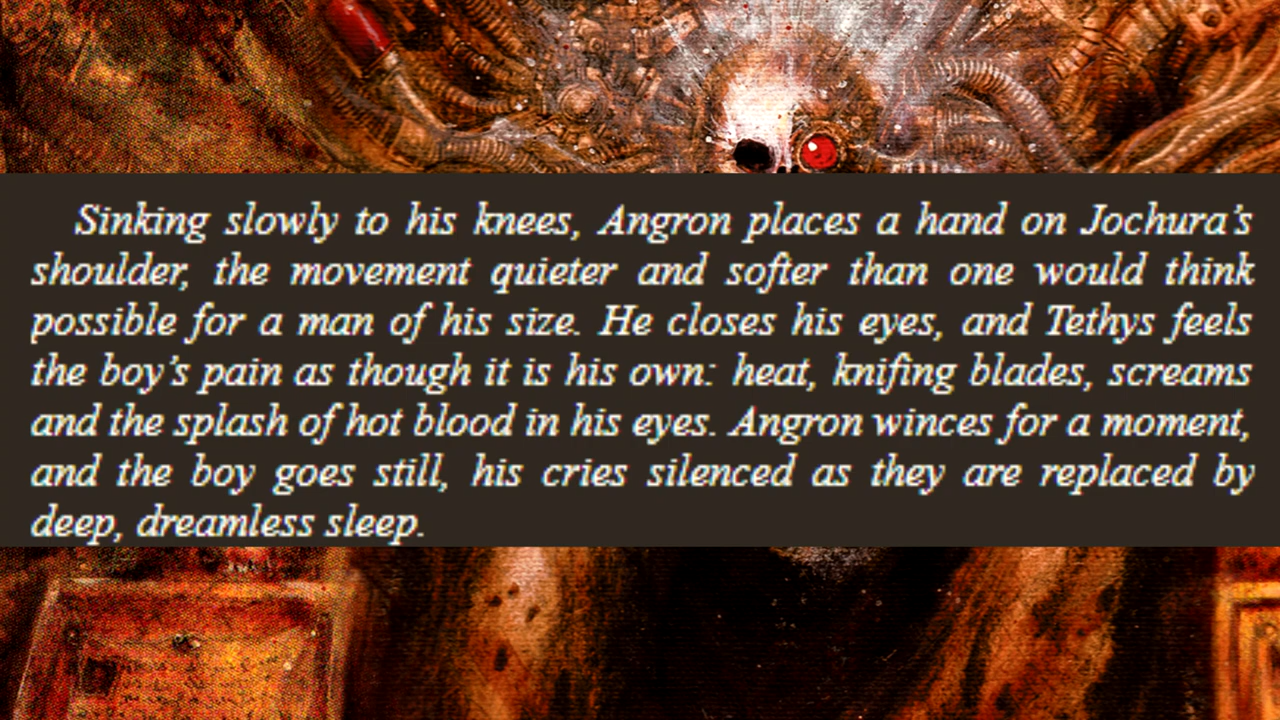 Sinking slowly to his knees, Angron places a hand on Jochura’s
shoulder, the movement quieter and softer than one would think
possible for a man of his size. He closes his eyes, and Tethys feels
the boy’s pain as though it is his own: heat, knifing blades, screams
and the splash of hot blood in his eyes. Angron winces for a moment,
and the boy goes still, his cries silenced as they are replaced by
deep, dreamless sleep.